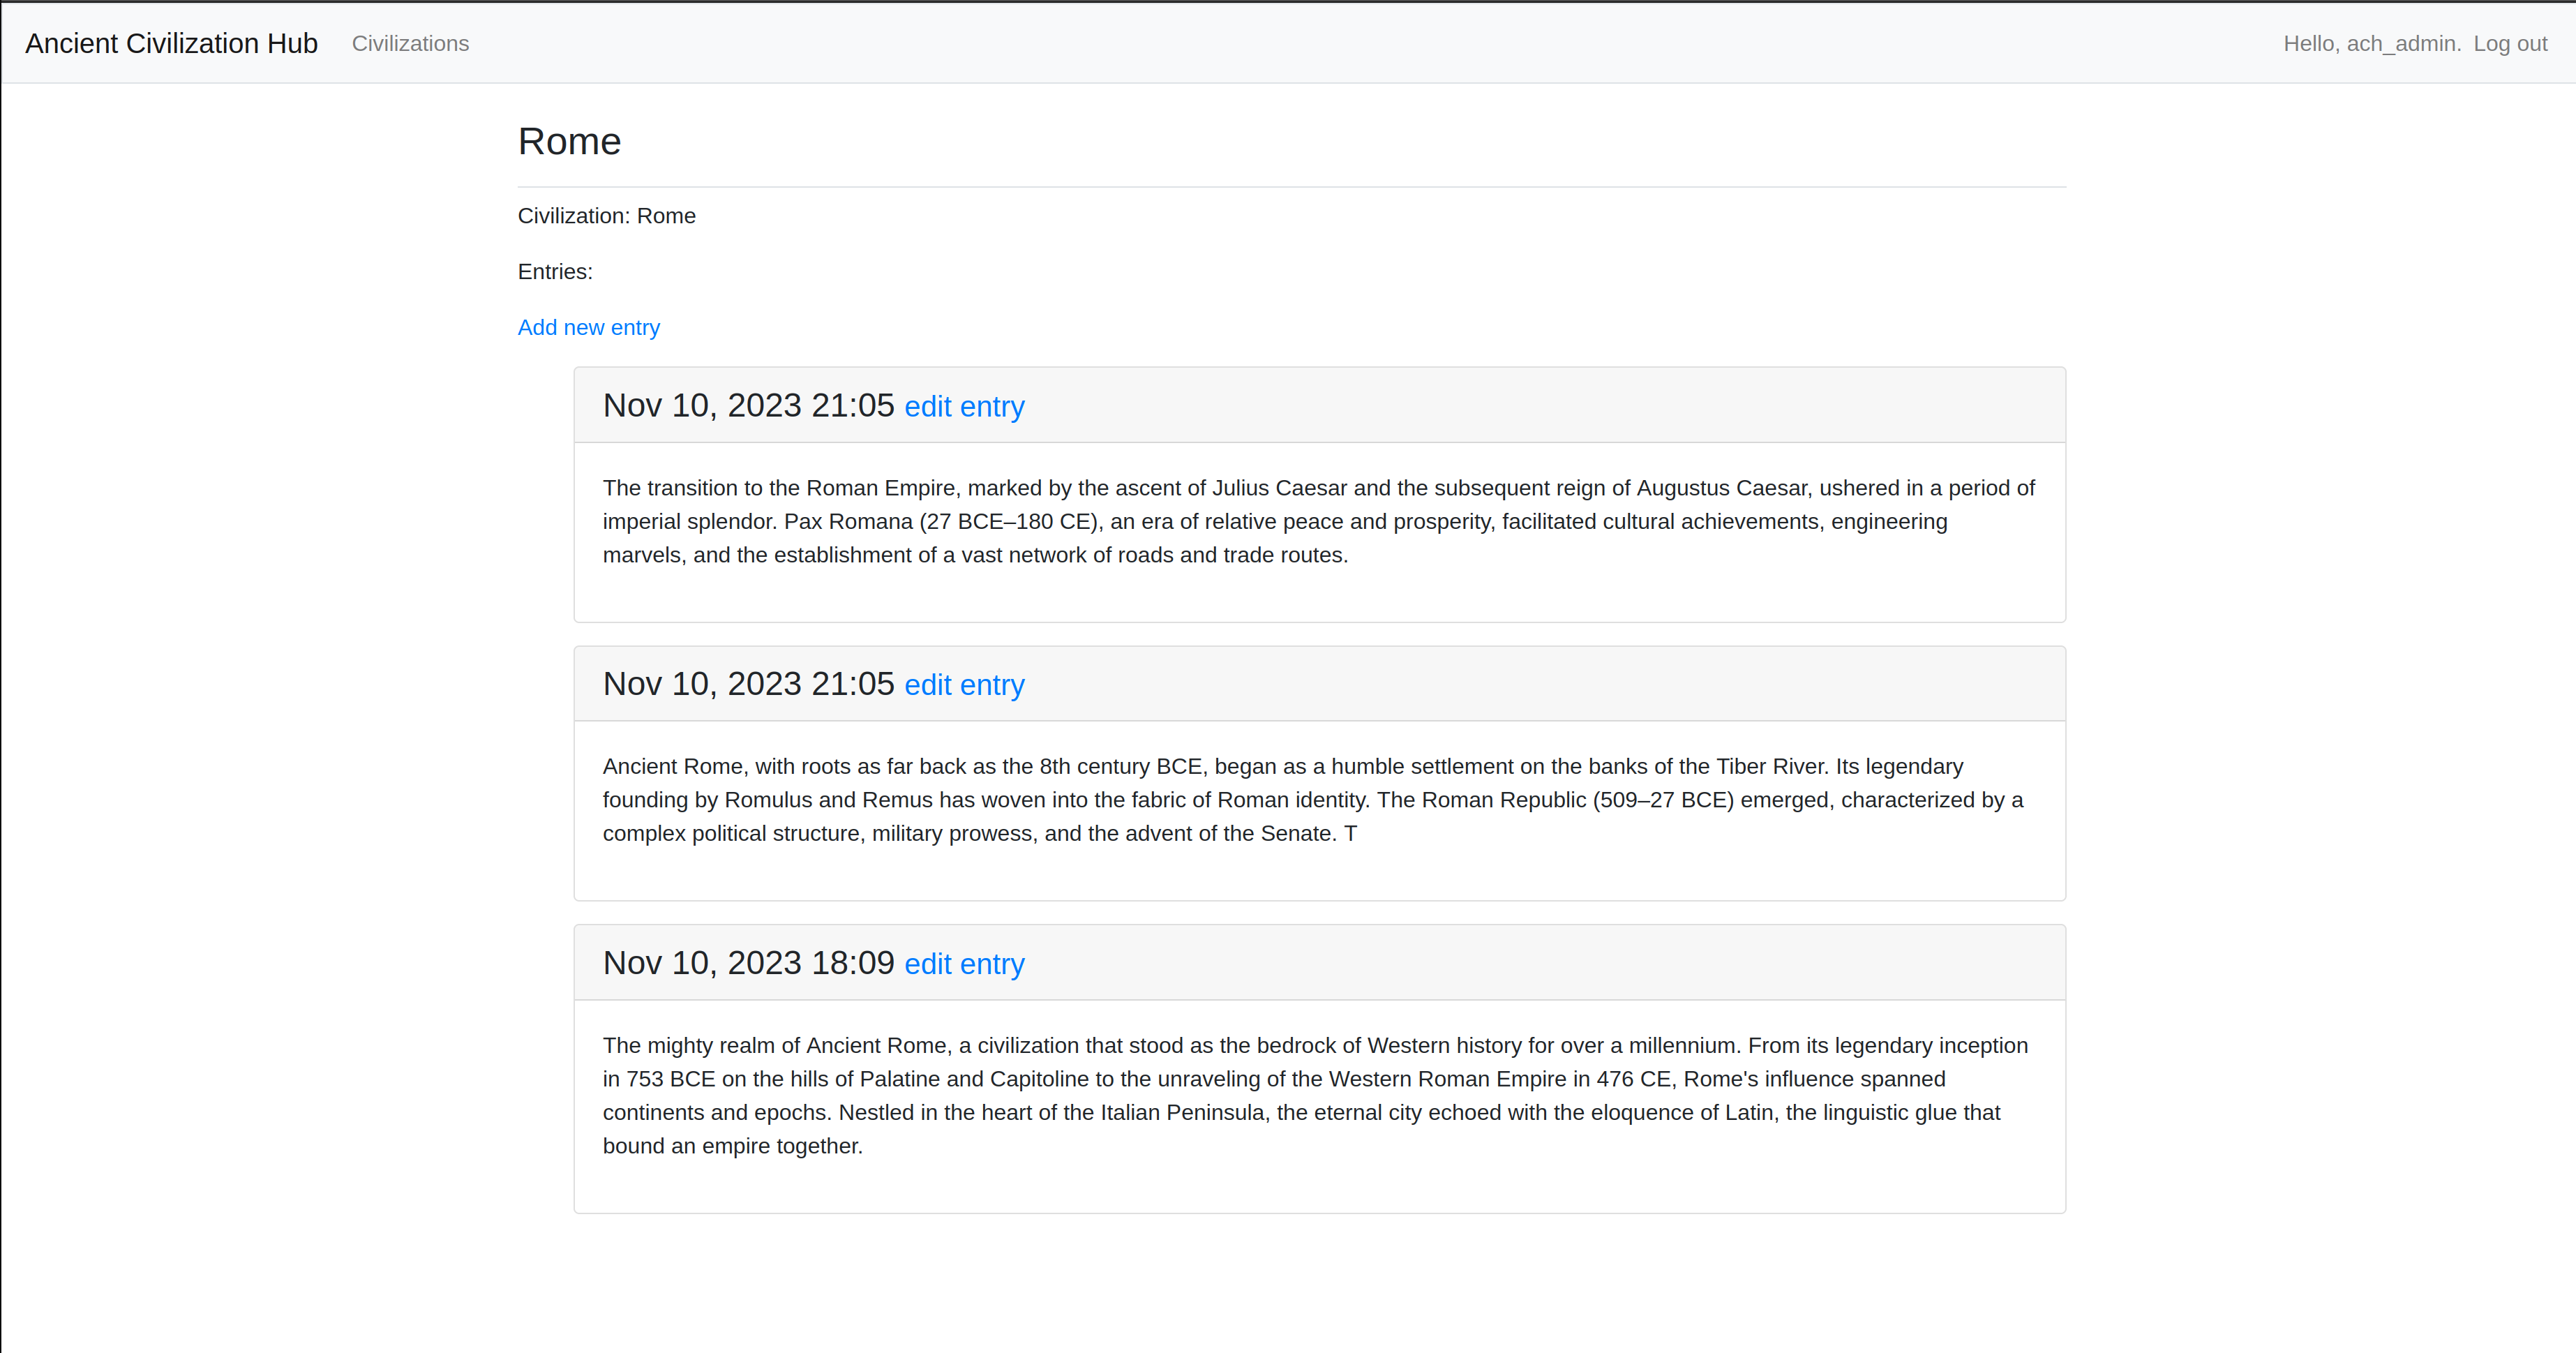 Ancient Civilization Hub Civilizations Hello, ach_admin. Log out
Rome
Civilization: Rome
Entries:
Add new entry
Nov 10, 2023 21:05 edit entry
The transition to the Roman Empire, marked by the ascent of Julius Caesar and the subsequent reign of Augustus Caesar, ushered in a period of
imperial splendor. Pax Romana (27 BCE–180 CE), an era of relative peace and prosperity, facilitated cultural achievements, engineering
marvels, and the establishment of a vast network of roads and trade routes.
Nov 10, 2023 21:05 edit entry
Ancient Rome, with roots as far back as the 8th century BCE, began as a humble settlement on the banks of the Tiber River. Its legendary
founding by Romulus and Remus has woven into the fabric of Roman identity. The Roman Republic (509–27 BCE) emerged, characterized by a
complex political structure, military prowess, and the advent of the Senate. T
Nov 10, 2023 18:09 edit entry
The mighty realm of Ancient Rome, a civilization that stood as the bedrock of Western history for over a millennium. From its legendary inception
in 753 BCE on the hills of Palatine and Capitoline to the unraveling of the Western Roman Empire in 476 CE, Rome's influence spanned
continents and epochs. Nestled in the heart of the Italian Peninsula, the eternal city echoed with the eloquence of Latin, the linguistic glue that
bound an empire together.